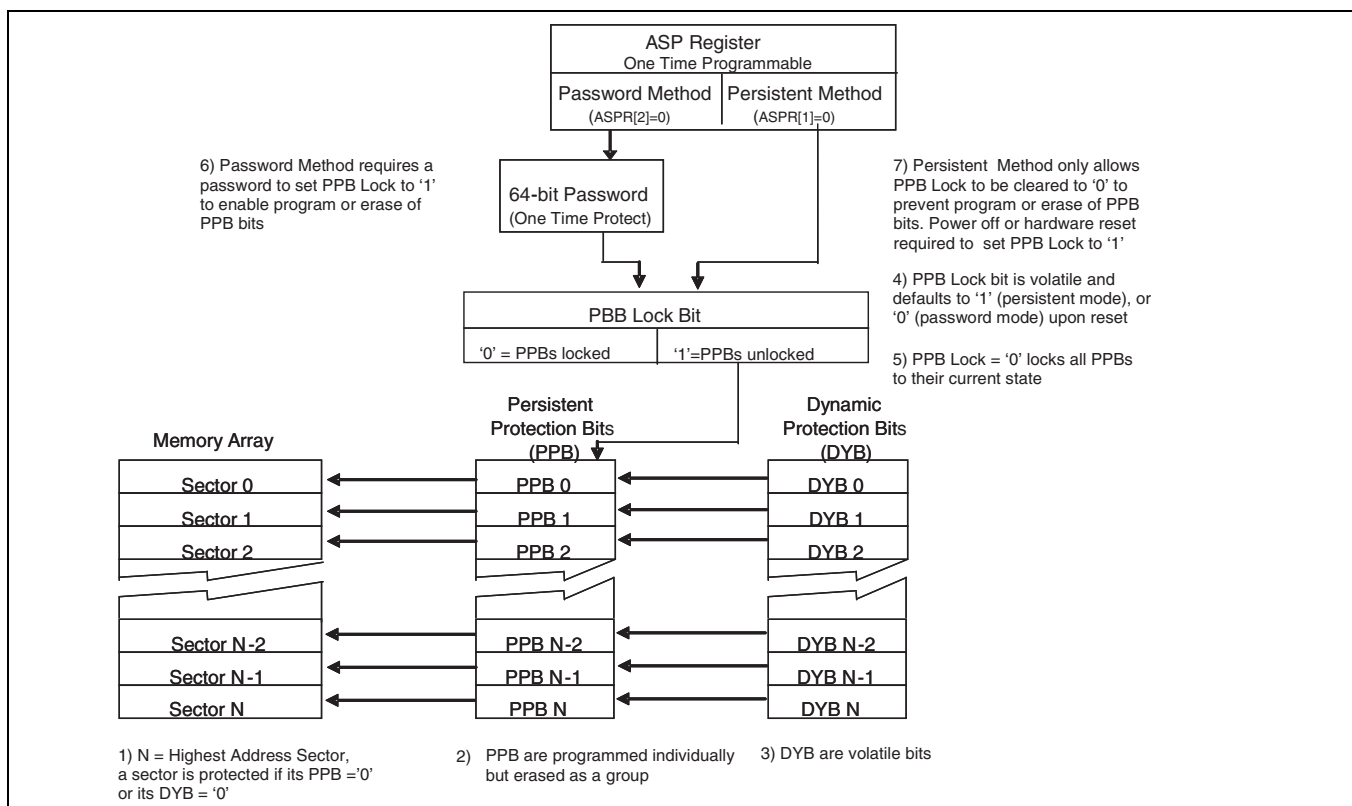 ASP Register
One Time Programmable
Password Method
(ASPR[2]=0)
Persistent Method
(ASPR[1]=0)
6) Password Method requires a
password to set PPB Lock to ‘1’
to enable program or erase of
PPB bits
64-bit Password
(One Time Protect)
7) Persistent Method only allows
PPB Lock to be cleared to ‘0’ to
prevent program or erase of PPB
bits. Power off or hardware reset
required to set PPB Lock to ‘1’
4) PPB Lock bit is volatile and
defaults to ‘1’ (persistent mode), or
‘0’ (password mode) upon reset
PBB Lock Bit
‘0’ = PPBs locked
‘1’=PPBs unlocked
5) PPB Lock = ‘0’ locks all PPBs
to their current state
Memory Array
Persistent
Protection Bits
(PPB)
Dynamic
Protection Bits
(DYB)
Sector 0
PPB 0
DYB 0
Sector 1
PPB 1
DYB 1
Sector 2
PPB 2
DYB 2
Sector N-2
PPB N-2
DYB N-2
Sector N-1
PPB N-1
DYB N-1
Sector N
PPB N
DYB N
1) N = Highest Address Sector,
a sector is protected if its PPB =‘0’
or its DYB = ‘0’
2) PPB are programmed individually
but erased as a group
3) DYB are volatile bits